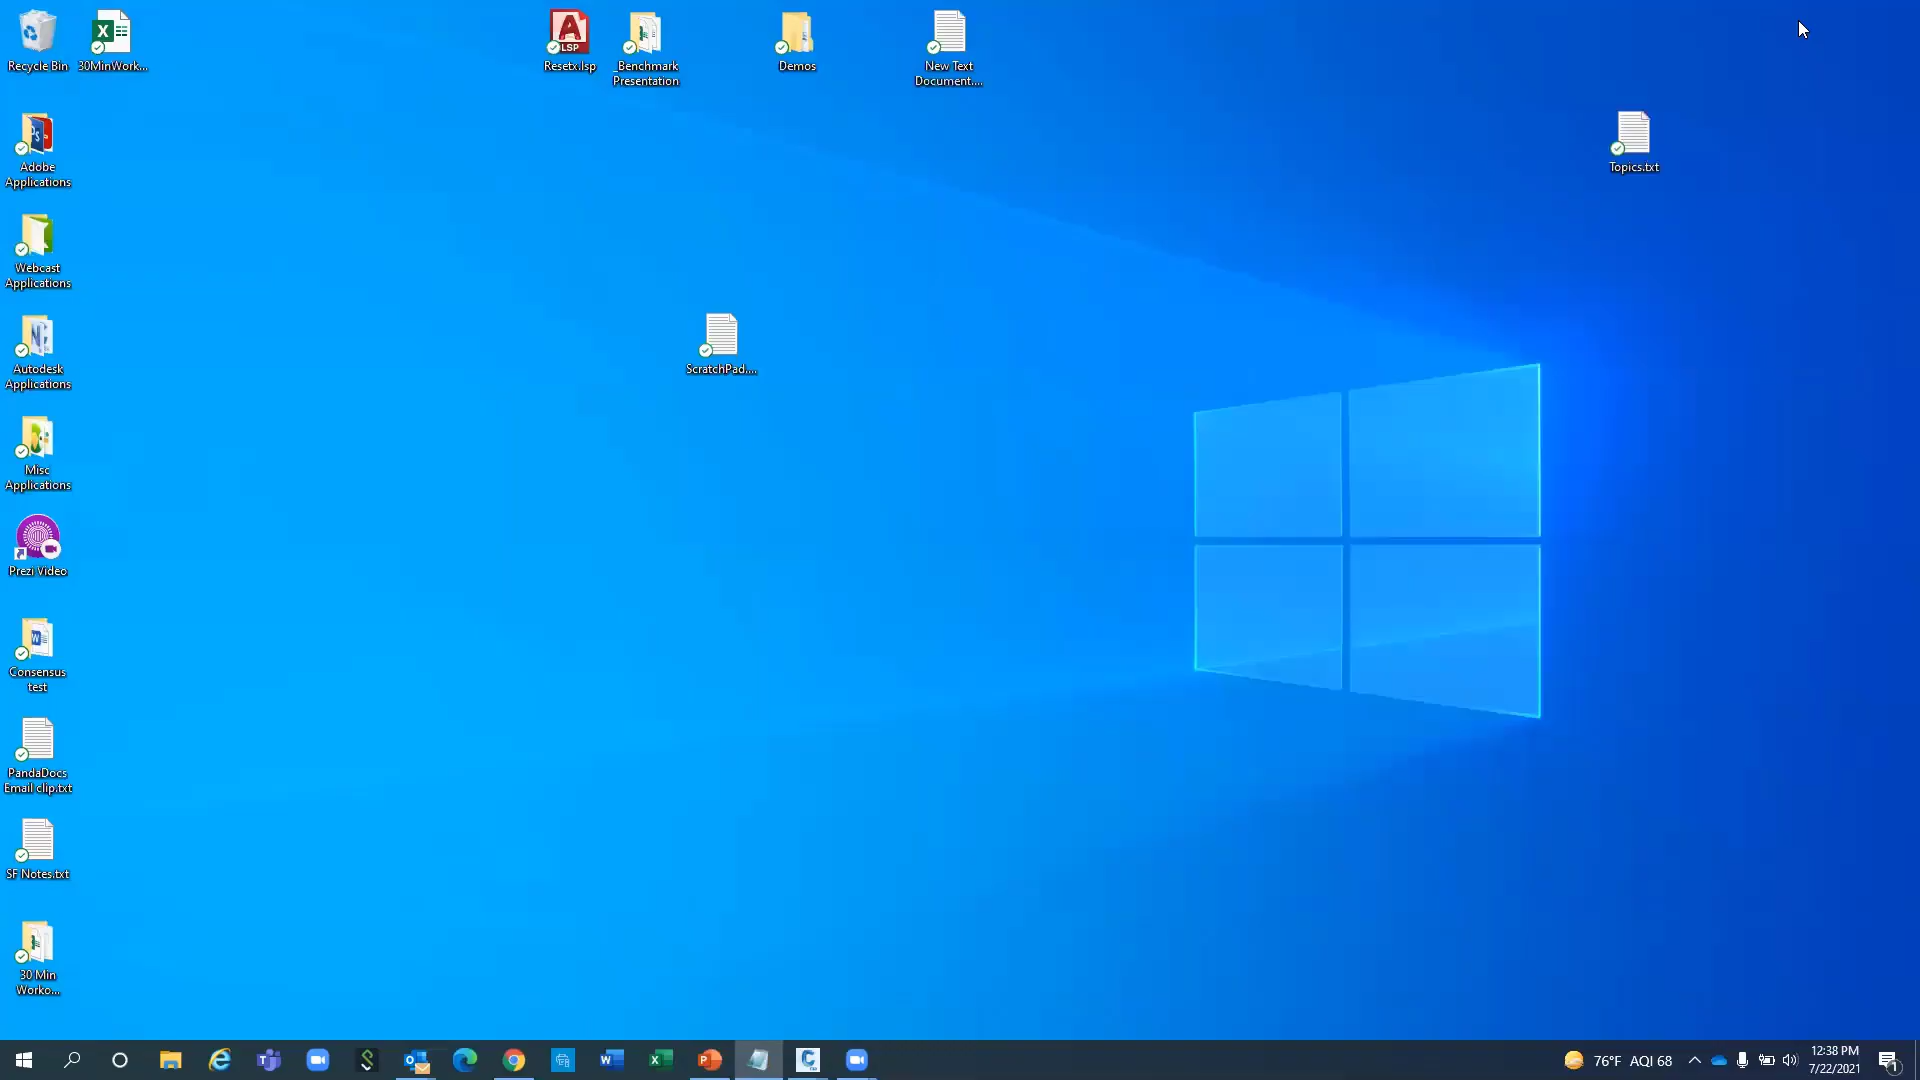 Recycle Bin
30MinWork...
Resetx.lsp
_Benchmark
Presentation
Demos
New Text
Document....
Topics.txt
Adobe
Applications
Webcast
Applications
ScratchPad....
Autodesk
Applications
Misc
Applications
Prezi Video
Consensus
test
PandaDocs
Email clip.txt
SF Notes.txt
30 Min
Worko...
76°F AQI 68
12:38 PM
7/22/2021